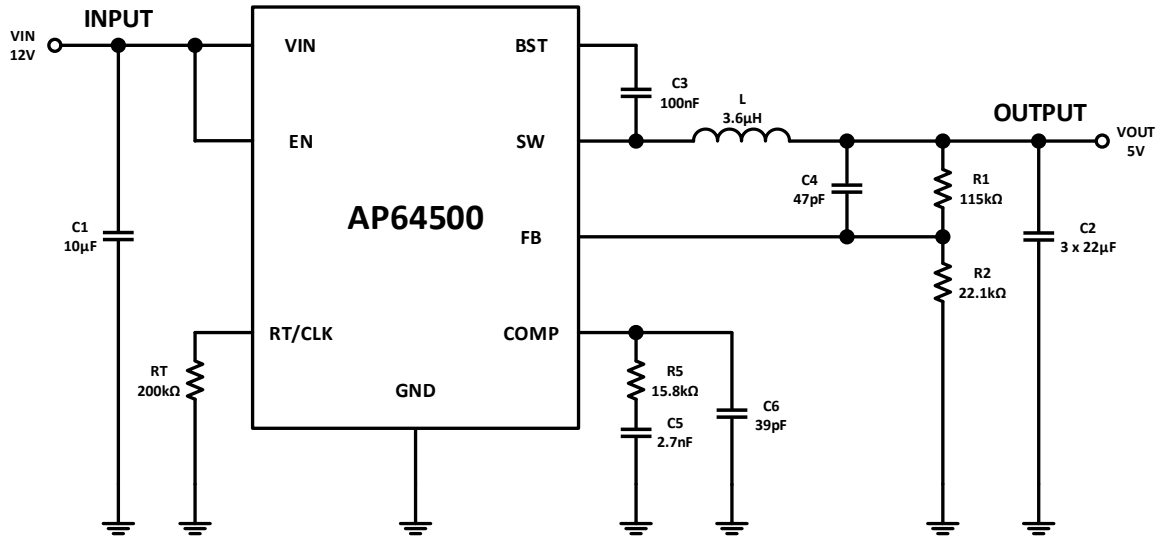 INPUT
VIN
12V
VIN
BST
C3
100nF
L
3.6µH
OUTPUT
EN
SW
VOUT
5V
C4
47pF
R1
115kΩ
AP64500
C1
10µF
FB
C2
3 x 22µF
R2
22.1kΩ
RT/CLK
COMP
RT
200kΩ
GND
R5
15.8kΩ
C5
2.7nF
C6
39pF